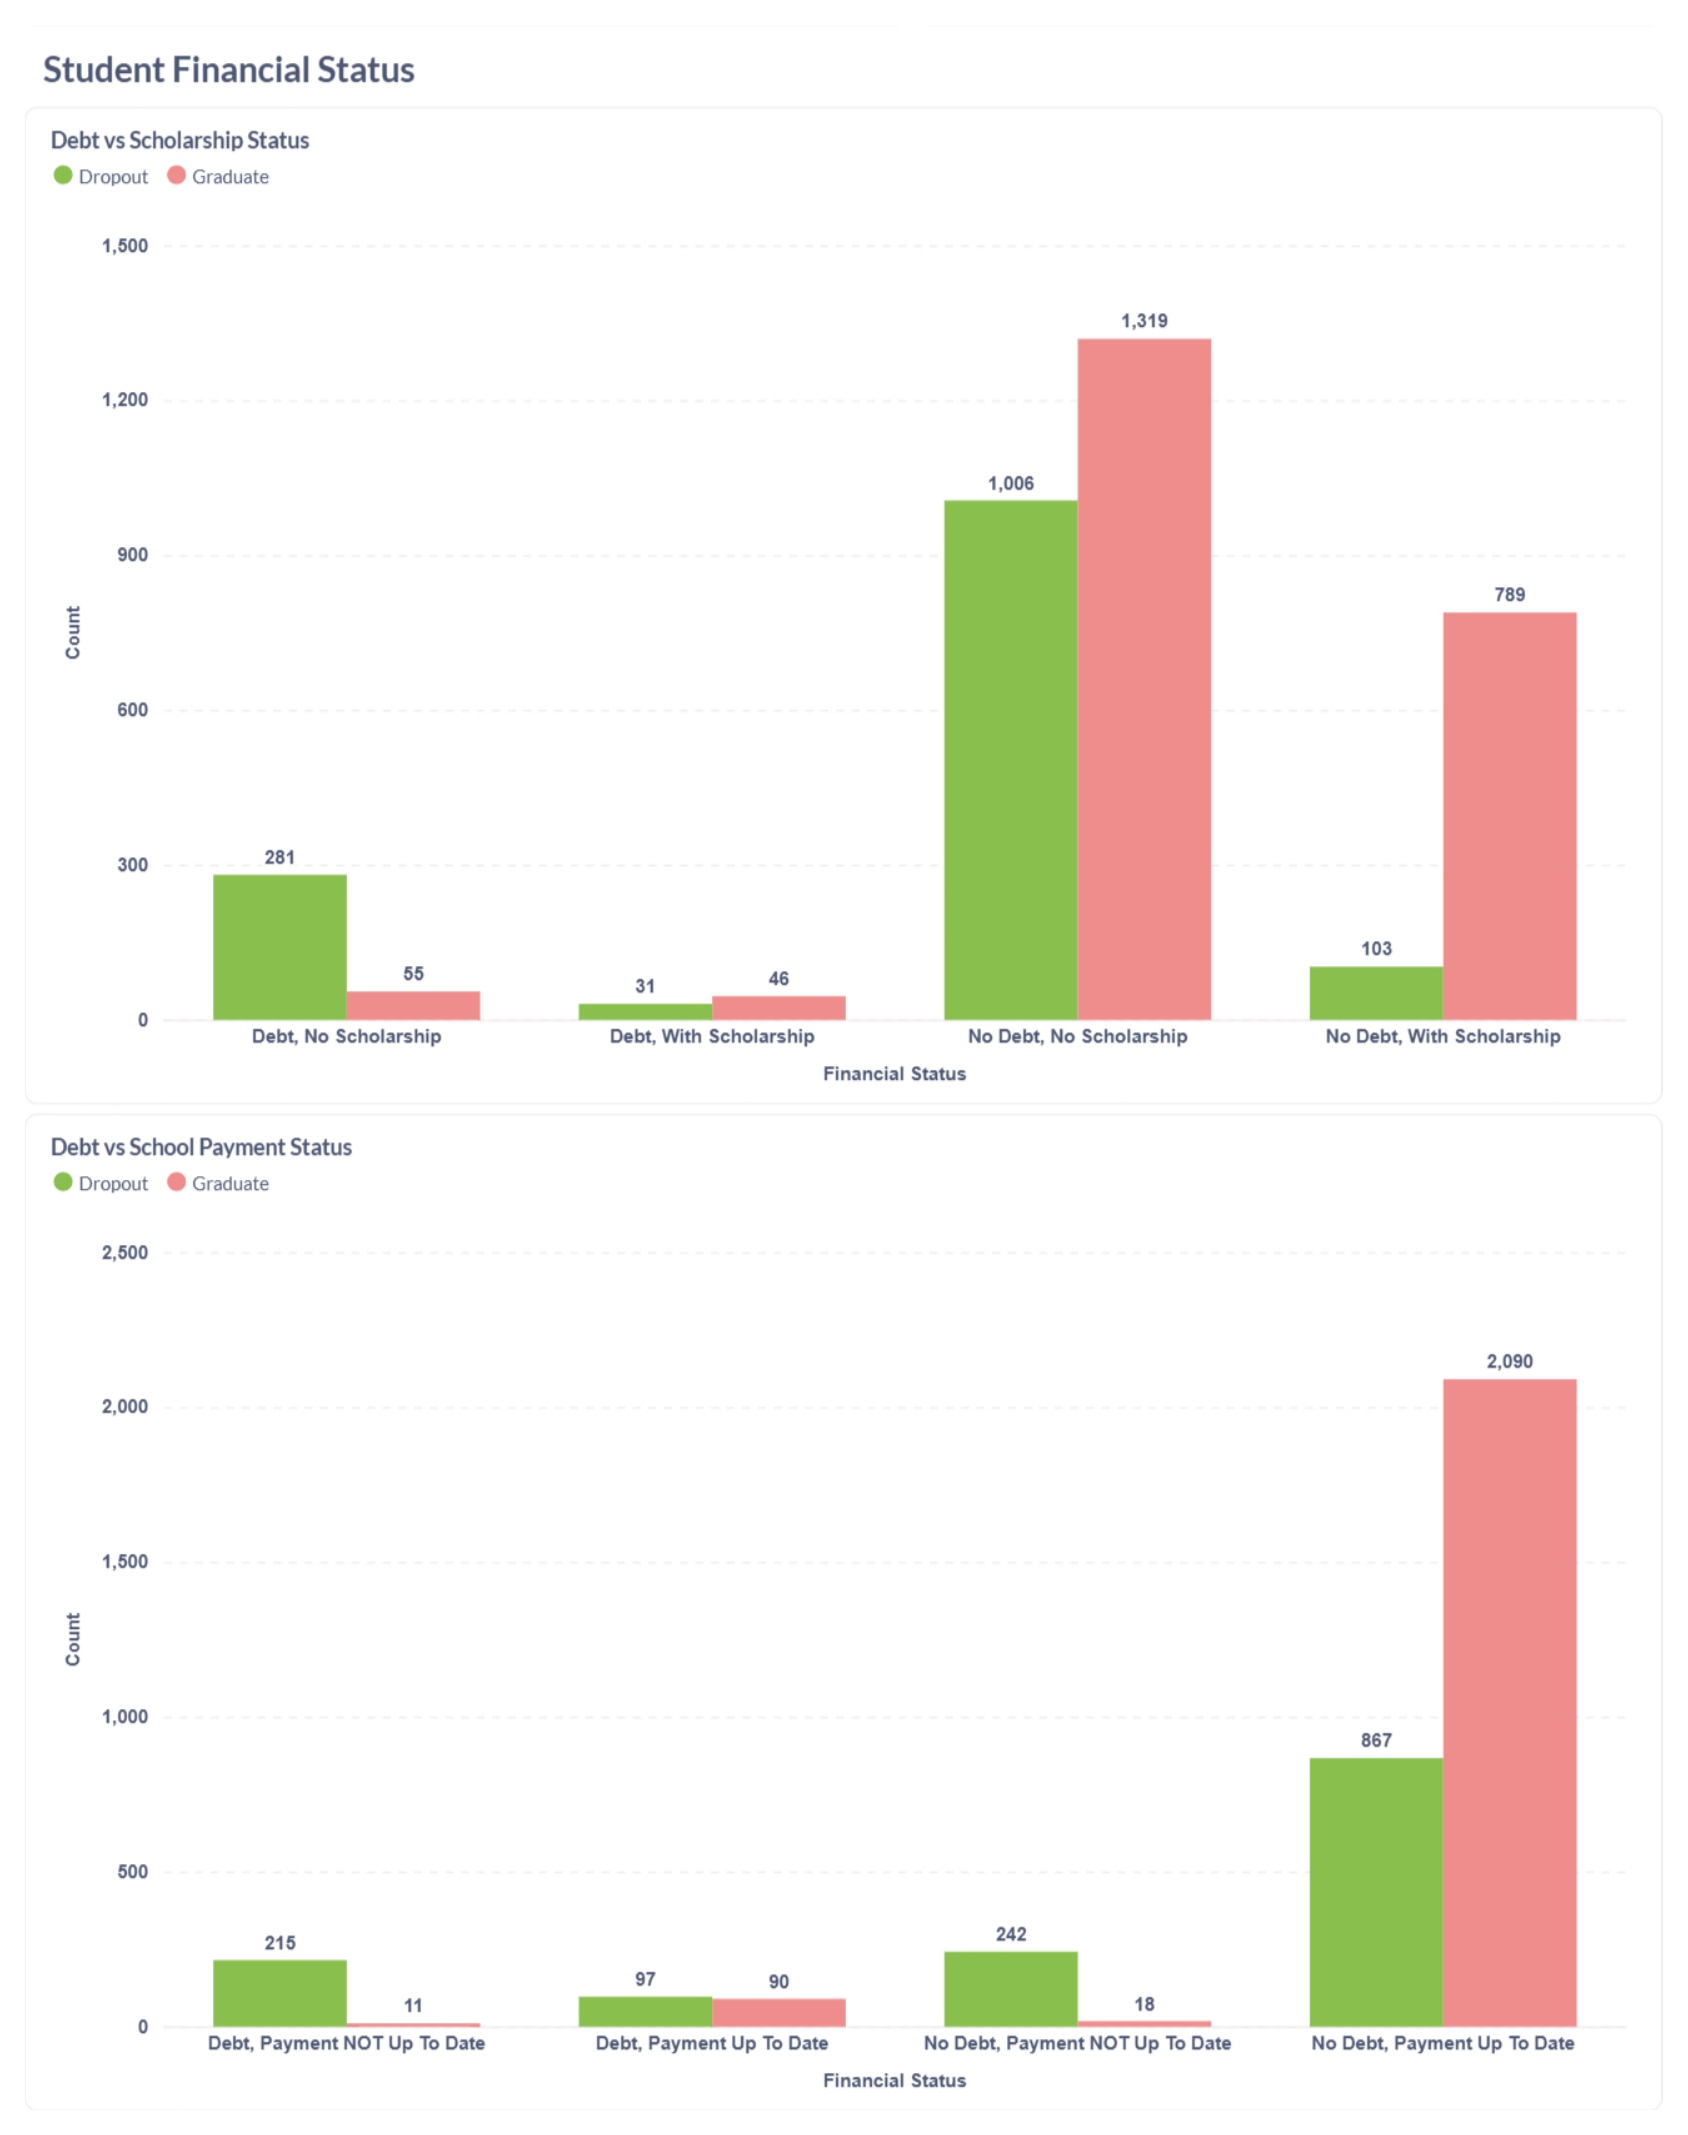 Student Financial Status
Debt vs Scholarship Status
Dropout Graduate
1,500
1,319
1,200
1,006
900
789
Count
600
281
300
103
55
31 46
0
Debt, No Scholarship Debt, With Scholarship No Debt, No Scholarship No Debt, With Scholarship
Financial Status
Debt vs School Payment Status
Dropout Graduate
2,500
2,090
2,000
1,500
Count
1,000
867
500
242
215
97 90
11 18
0
Debt, Payment NOT Up To Date Debt, Payment Up To Date No Debt, Payment NOT Up To Date No Debt, Payment Up To Date
Financial Status